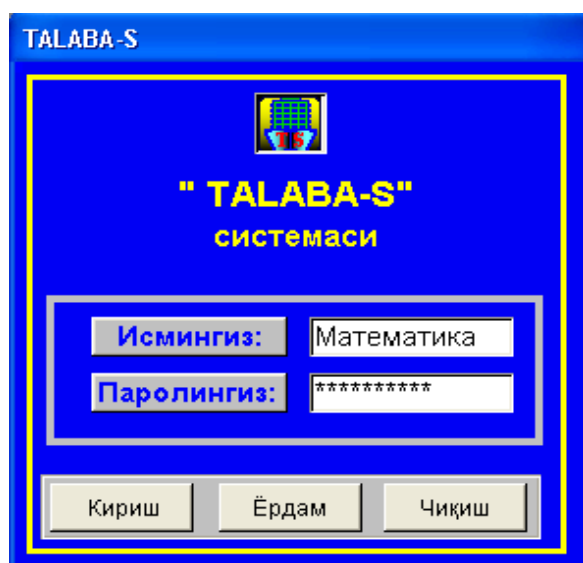 TALABA-S
T S
" TALABA-S"
системаси
Исмингиз: Математика
Паролингиз: **********
Кириш Ёрдам Чиқиш